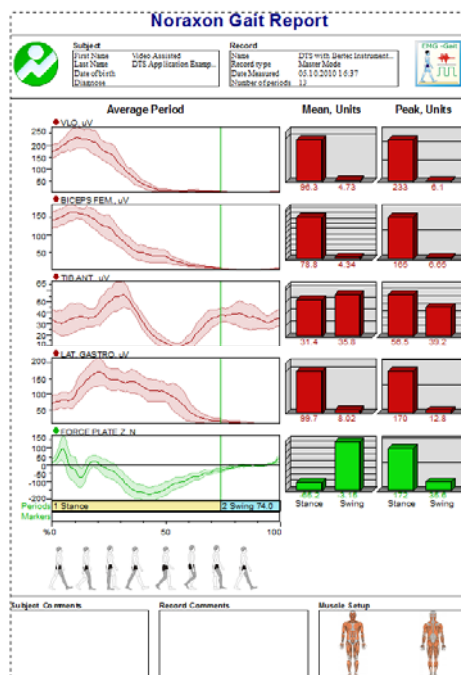 Noraxon Gait Report
Subject
First Name Video Assisted
Last Name DTS Application Examp...
Date of birth
Diagnose
Record
Name DTS with Bertec Instrument...
Record type Master Mode
Date Measured 05.10.2010 16:37
Number of periods 13
EMG-Gait
Average Period
Mean, Units
Peak, Units
VLO, uV
250
200
150
100
50
96.3 4.73
233 6.1
BICEPS FEM., uV
150
100
50
78.8 4.34
165 6.66
TIB.ANT., uV
65
50
40
30
20
10
31.4 35.8
56.5 39.2
LAT. GASTRO, uV
200
150
100
50
99.7 8.02
170 12.8
FORCE PLATE Z, N
150
100
50
0
-50
-100
-200
Stance Swing
Stance Swing
Periods 1 Stance 2 Swing 74.0
Markers
%0 50 100
Subject Comments
Record Comments
Muscle Setup